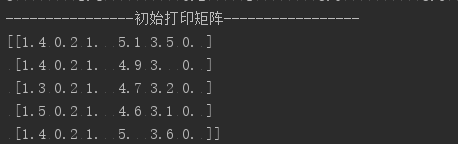 ----------------初始打印矩阵-----------------
[[1.4 0.2 1.  5.1 3.5 0. ]
 [1.4 0.2 1.  4.9 3.  0. ]
 [1.3 0.2 1.  4.7 3.2 0. ]
 [1.5 0.2 1.  4.6 3.1 0. ]
 [1.4 0.2 1.  5.  3.6 0. ]]